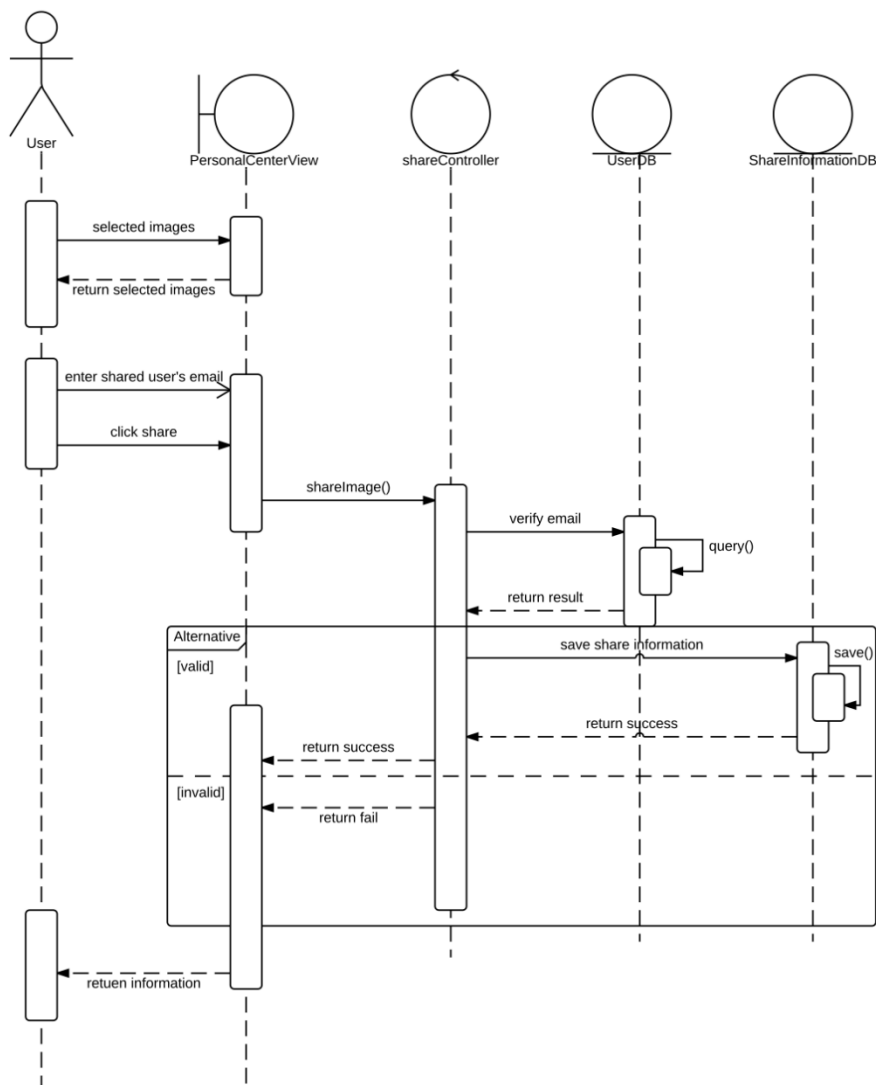 User
PersonalCenterView
shareController
UserDB
ShareInformationDB
selected images
return selected images
enter shared user's email
click share
shareImage()
verify email
query()
return result
Alternative
[valid]
save share information
save()
return success
return success
[invalid]
return fail
retuen information